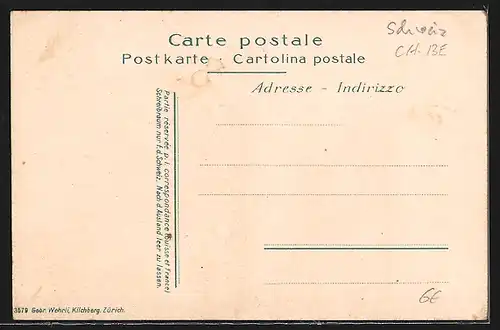 Schweiz
CH-BE
Carte postale
Postkarte · Cartolina postale
Adresse - Indirizzo
Partie réservée p. l. correspondance (Suisse et France)
Schreibraum nur f. d. Schweiz. Nach d'Ausland leer zu lassen.
6E
3579 Gebr. Wehrli, Kilchberg, Zürich.